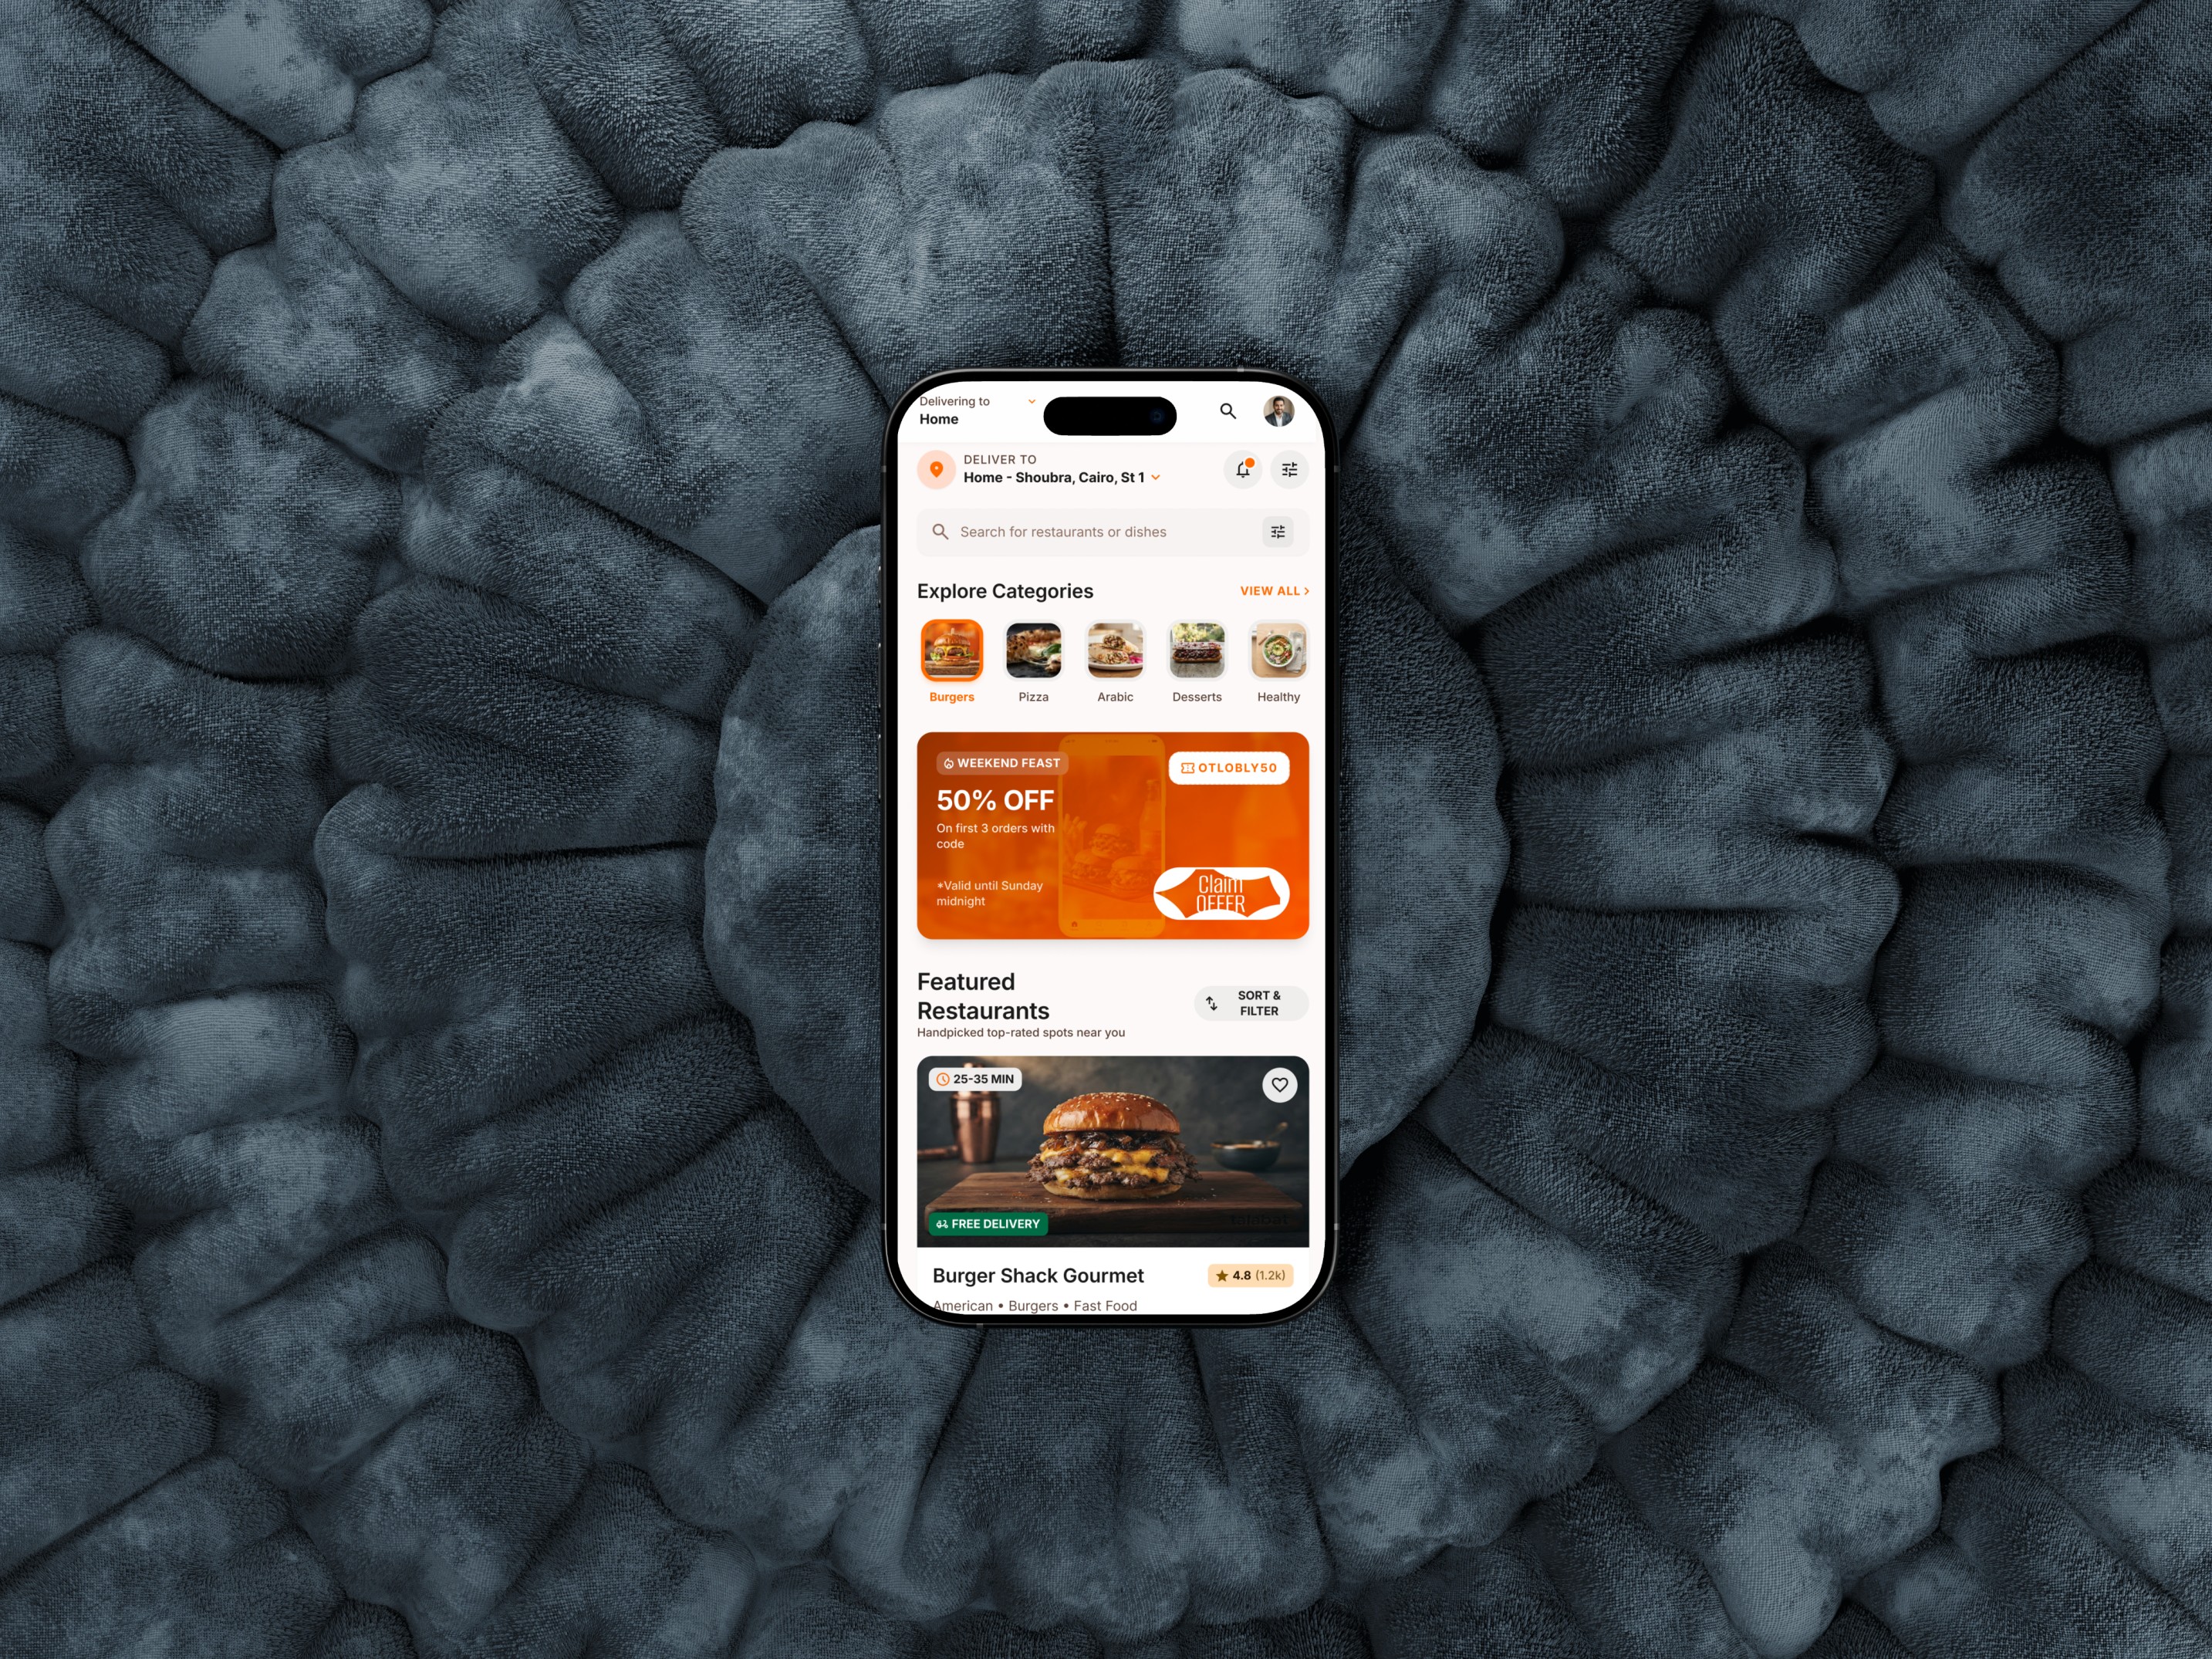 Delivering to
Home
DELIVER TO
Home - Shoubra, Cairo, St 1
Search for restaurants or dishes
Explore Categories
VIEW ALL
Burgers
Pizza
Arabic
Desserts
Healthy
WEEKEND FEAST
OTLOBLY50
50% OFF
On first 3 orders with
code
*Valid until Sunday
midnight
Claim
OFFER
Featured
Restaurants
SORT &
FILTER
Handpicked top-rated spots near you
25-35 MIN
FREE DELIVERY
Burger Shack Gourmet
4.8 (1.2k)
American • Burgers • Fast Food